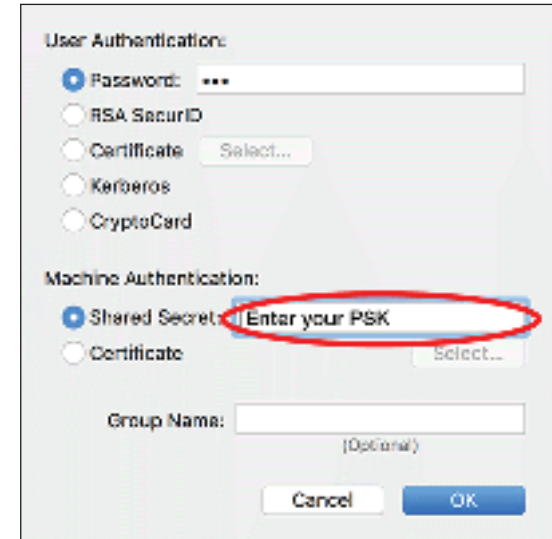 User Authentication:
Password: •••
RSA SecurID
Certificate Select...
Kerberos
CryptoCard
Machine Authentication:
Shared Secret: Enter your PSK
Certificate Select...
Group Name:
(Optional)
Cancel OK